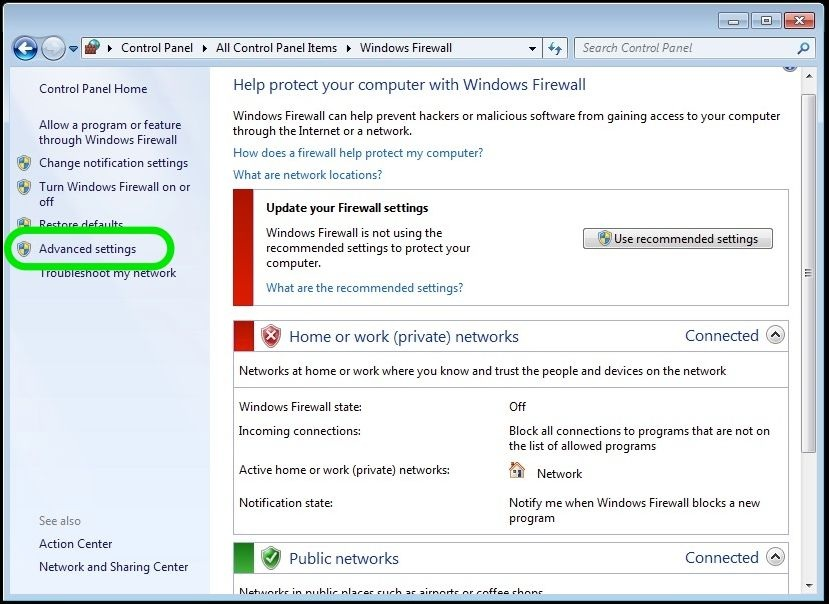 Control Panel All Control Panel Items Windows Firewall
Search Control Panel
Control Panel Home
Allow a program or feature
through Windows Firewall
Change notification settings
Turn Windows Firewall on or
off
Restore defaults
Advanced settings
Troubleshoot my network
See also
Action Center
Network and Sharing Center
Help protect your computer with Windows Firewall
Windows Firewall can help prevent hackers or malicious software from gaining access to your computer
through the Internet or a network.
How does a firewall help protect my computer?
What are network locations?
Update your Firewall settings
Windows Firewall is not using the
recommended settings to protect your
computer.
What are the recommended settings?
Use recommended settings
Home or work (private) networks
Connected
Networks at home or work where you know and trust the people and devices on the network
Windows Firewall state:
Off
Incoming connections:
Block all connections to programs that are not on
the list of allowed programs
Active home or work (private) networks:
Network
Notification state:
Notify me when Windows Firewall blocks a new
program
Public networks
Connected
Networks in public places such as airports or coffee shops